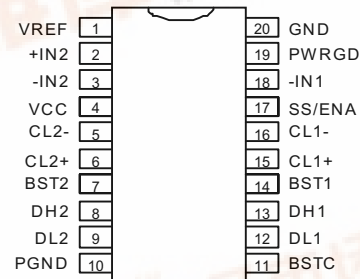 VREF 1 20 GND
+IN2 2 19 PWRGD
-IN2 3 18 -IN1
VCC 4 17 SS/ENA
CL2- 5 16 CL1-
CL2+ 6 15 CL1+
BST2 7 14 BST1
DH2 8 13 DH1
DL2 9 12 DL1
PGND 10 11 BSTC